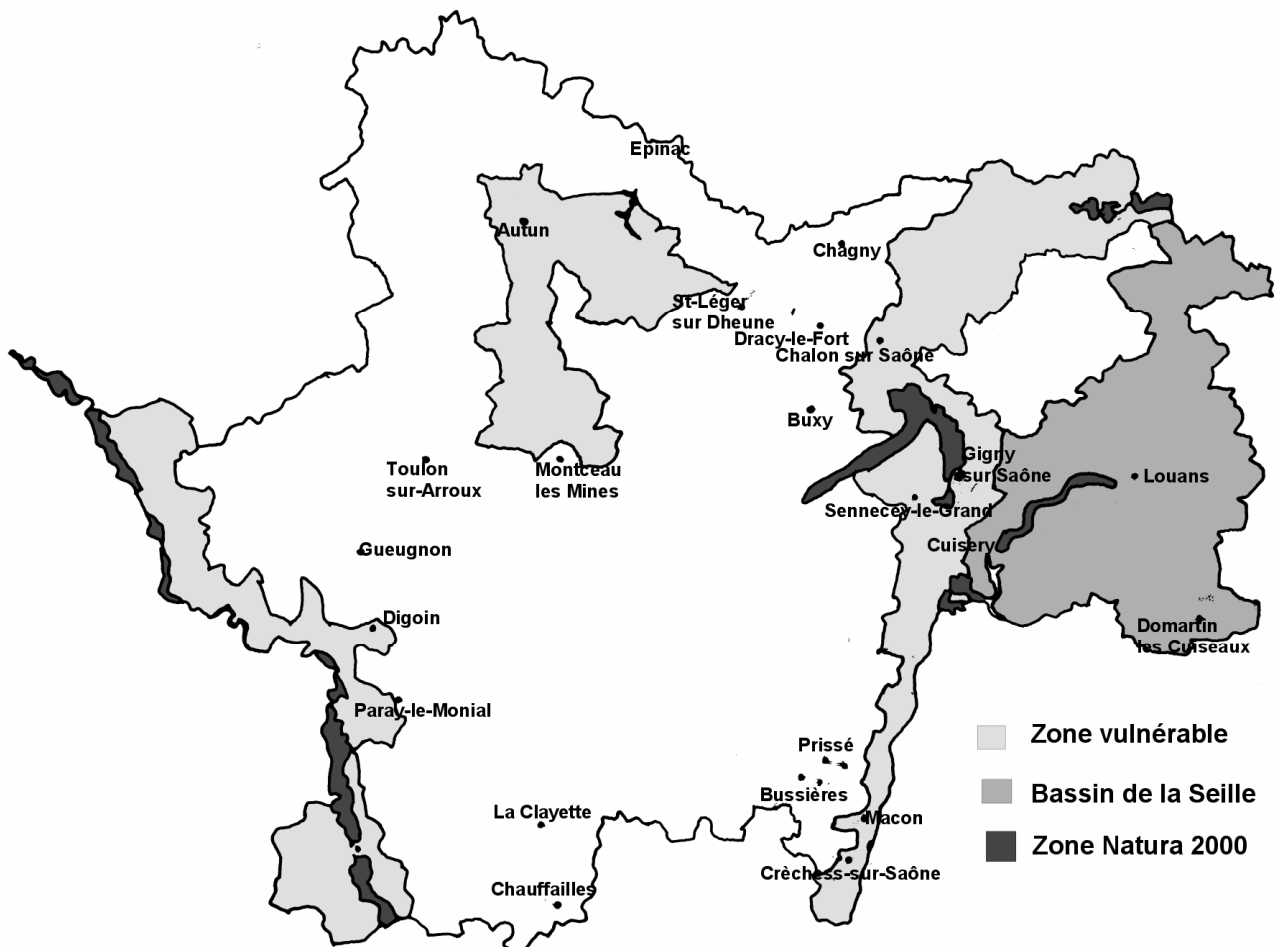 Epinac
Autun
Chagny
St-Léger
sur Dheune
Dracy-le-Fort
Chalon sur Saône
Buxy
Toulon
sur-Arroux
Montceau
les Mines
Gigny
sur Saône
Louans
Sennecey-le-Grand
Cuisery
Gueugnon
Digoin
Domartin
les Cuiseaux
Paray-le-Monial
Zone vulnérable
Prissé
Bussières
Bassin de la Seille
La Clayette
Macon
Zone Natura 2000
Crèchess-sur-Saône
Chauffailles